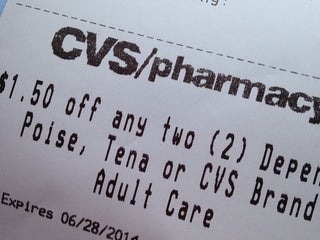 CVS/pharmacy
$1.50 off any two (2) Depen
Poise, Tena or CVS Brand
Adult Care
Expires 06/28/201